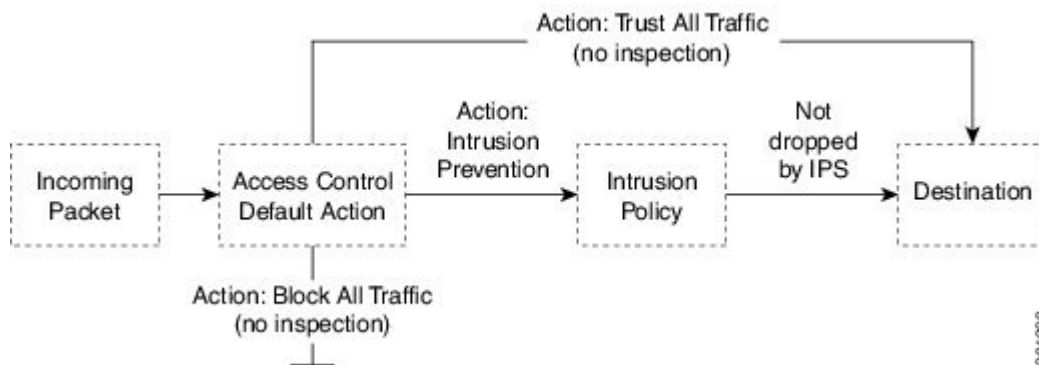 Action: Trust All Traffic
(no inspection)
Action:
Intrusion
Prevention
Not
dropped
by IPS
Incoming
Packet
Access Control
Default Action
Intrusion
Policy
Destination
Action: Block All Traffic
(no inspection)